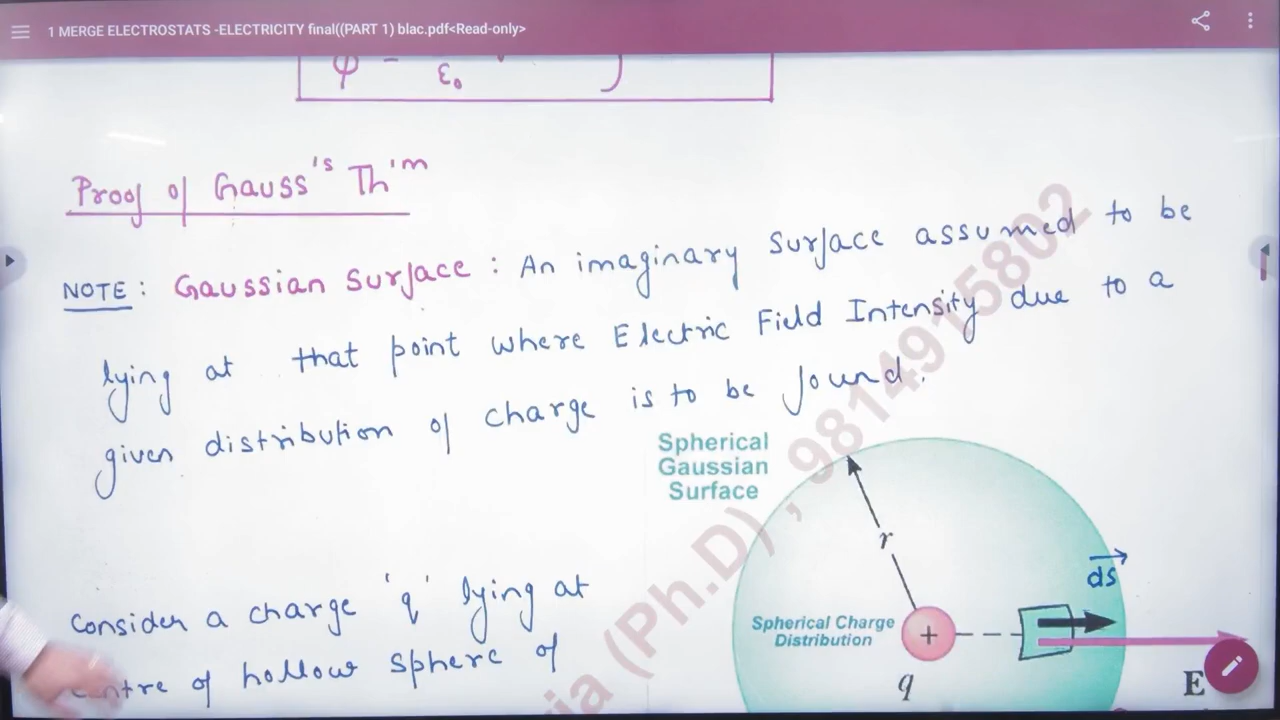 1 MERGE ELECTROSTATS -ELECTRICITY final((PART 1) blac.pdf<Read-only>
φ = ε₀
Proof of Gauss's Th'm
NOTE: Gaussian Surface: An imaginary surface assumed to be
lying at that point where Electric Field Intensity due to a
given distribution of charge is to be found.
Spherical
Gaussian
Surface
r
ds
Consider a charge 'q' lying at
centre of hollow sphere of
Spherical Charge
Distribution
+
q
E
(Ph.D), 9814915802